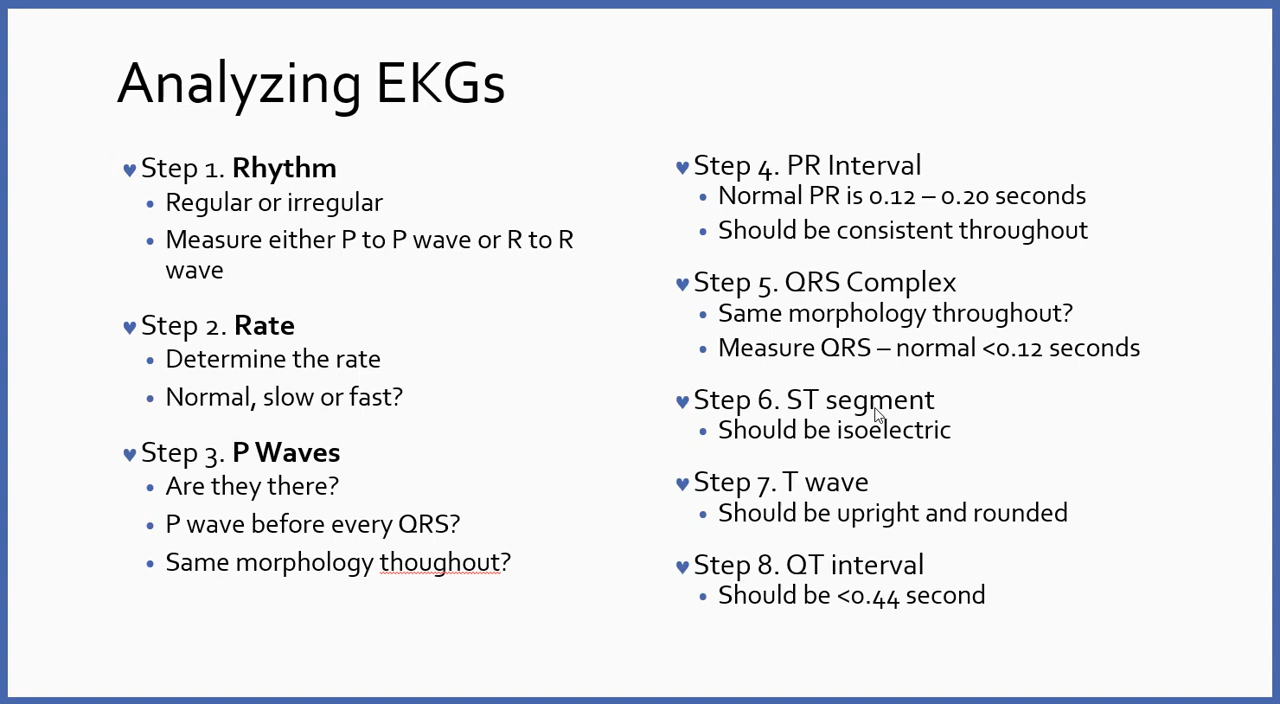 Analyzing EKGs
Step 1. Rhythm
Regular or irregular
Measure either P to P wave or R to R
wave
Step 2. Rate
Determine the rate
Normal, slow or fast?
Step 3. P Waves
Are they there?
P wave before every QRS?
Same morphology thoughout?
Step 4. PR Interval
Normal PR is 0.12 – 0.20 seconds
Should be consistent throughout
Step 5. QRS Complex
Same morphology throughout?
Measure QRS – normal <0.12 seconds
Step 6. ST segment
Should be isoelectric
Step 7. T wave
Should be upright and rounded
Step 8. QT interval
Should be <0.44 second